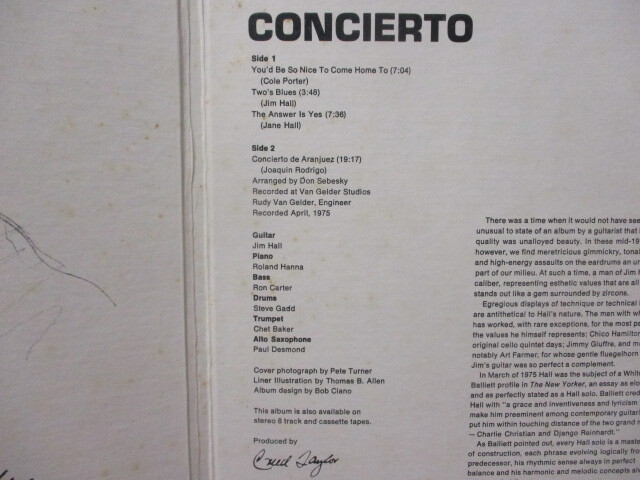 CONCIERTO
Side 1
You'd Be So Nice To Come Home To (7:04)
(Cole Porter)
Two's Blues (3:48)
(Jim Hall)
The Answer Is Yes (7:36)
(Jane Hall)
Side 2
Concierto de Aranjuez (19:17)
(Joaquin Rodrigo)
Arranged by Don Sebesky
Recorded at Van Gelder Studios
Rudy Van Gelder, Engineer
Recorded April, 1975
Guitar
Jim Hall
Piano
Roland Hanna
Bass
Ron Carter
Drums
Steve Gadd
Trumpet
Chet Baker
Alto Saxophone
Paul Desmond
Cover photography by Pete Turner
Liner Illustration by Thomas B. Allen
Album design by Bob Ciano
This album is also available on
stereo 8 track and cassette tapes.
Produced by
Creed Taylor
There was a time when it would not have
unusual to state of an album by a guitarist that
quality was unalloyed beauty. In these mid-19
however, we find meretricious gimmickry,
and high-energy assaults on the eardrums an
part of our milieu. At such a time, a man of Jim
caliber, representing esthetic values that are all
stands out like a gem surrounded by zircons.
Egregious displays of technique or technical
are antithetical to Hall's nature. The men with
has worked, with rare exceptions, for the most
the values he himself represents: Chico
original cello quintet days; Jimmy Giuffre, and
notably Art Farmer, for whose gentle fluegelhorn
Jim's guitar was so perfect a complement.
In March of 1975 Hall was the subject of a
Balliett profile in The New Yorker, an essay as
and as perfectly stated as a Hall solo. Balliett
Hall with "a grace and inventiveness and lyricism
make him preeminent among contemporary
put him within touching distance of the two grand
— Charlie Christian and Django Reinhardt."
As Balliett pointed out, every Hall solo is a
of construction, each phrase evolving logically
predecessor, his rhythmic sense always in perfect
balance and his harmonic and melodic concepts